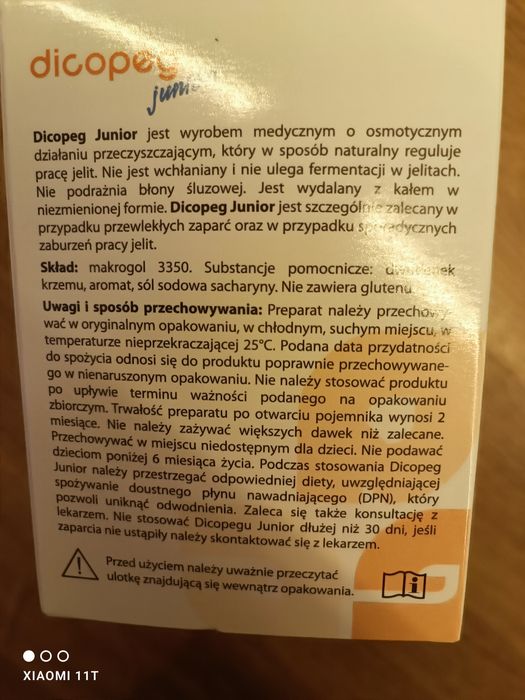 dicopeg
junior
Dicopeg Junior jest wyrobem medycznym o osmotycznym
działaniu przeczyszczającym, który w sposób naturalny reguluje
pracę jelit. Nie jest wchłaniany i nie ulega fermentacji w jelitach.
Nie podrażnia błony śluzowej. Jest wydalany z kałem w
niezmienionej formie. Dicopeg Junior jest szczególnie zalecany w
przypadku przewlekłych zaparć oraz w przypadku sporadycznych
zaburzeń pracy jelit.
Skład: makrogol 3350. Substancje pomocnicze: dwutlenek
krzemu, aromat, sól sodowa sacharyny. Nie zawiera glutenu.
Uwagi i sposób przechowywania: Preparat należy przechowy-
wać w oryginalnym opakowaniu, w chłodnym, suchym miejscu, w
temperaturze nieprzekraczającej 25°C. Podana data przydatności
do spożycia odnosi się do produktu poprawnie przechowywane-
go w nienaruszonym opakowaniu. Nie należy stosować produktu
po upływie terminu ważności podanego na opakowaniu
zbiorczym. Trwałość preparatu po otwarciu pojemnika wynosi 2
miesiące. Nie należy zażywać większych dawek niż zalecane.
Przechowywać w miejscu niedostępnym dla dzieci. Nie podawać
dzieciom poniżej 6 miesiąca życia. Podczas stosowania Dicopeg
Junior należy przestrzegać odpowiedniej diety, uwzględniającej
spożywanie doustnego płynu nawadniającego (DPN), który
pozwoli uniknąć odwodnienia. Zaleca się także konsultację z
lekarzem. Nie stosować Dicopegu Junior dłużej niż 30 dni, jeśli
zaparcia nie ustąpiły należy skontaktować się z lekarzem.
Przed użyciem należy uważnie przeczytać
ulotkę znajdującą się wewnątrz opakowania.
XIAOMI 11T